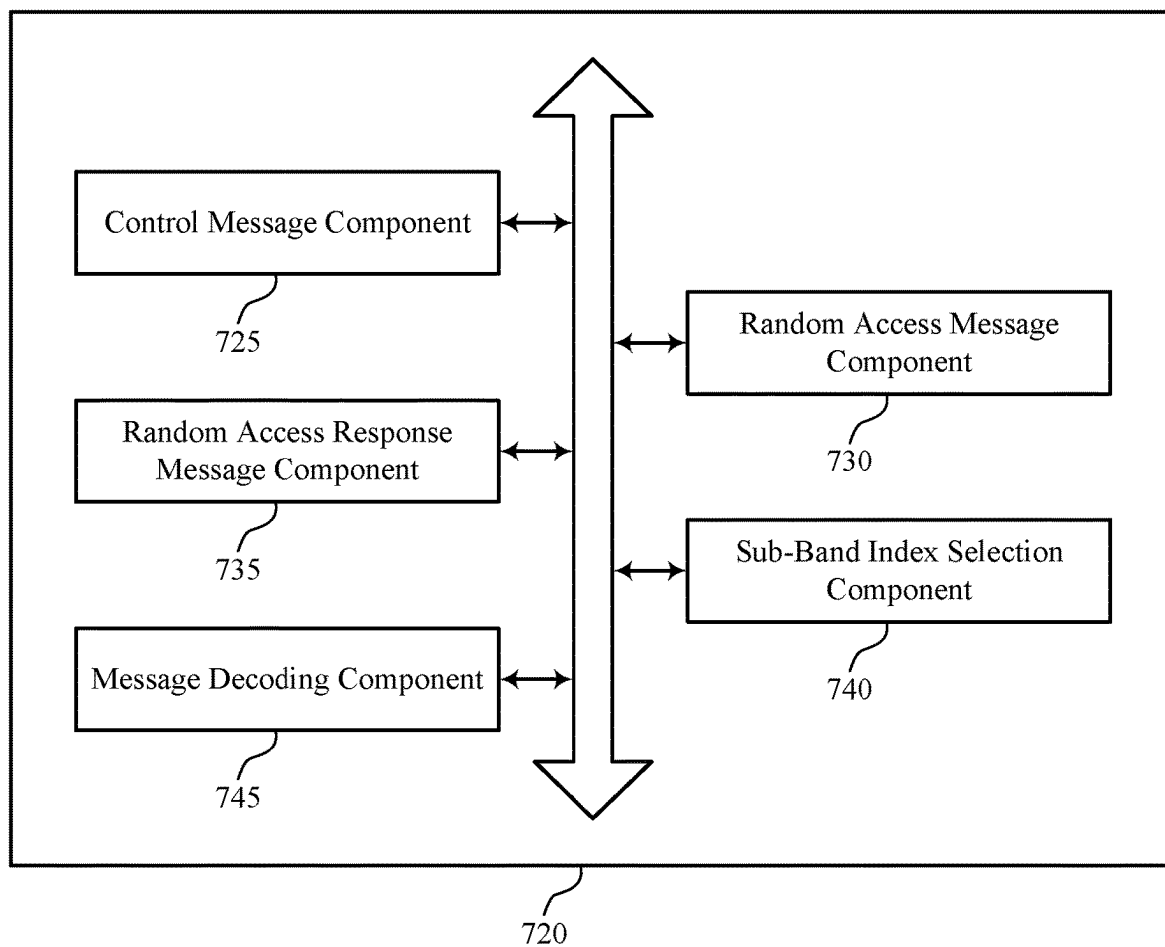 Control Message Component
725
Random Access Message
Component
730
Random Access Response
Message Component
735
Sub-Band Index Selection
Component
740
Message Decoding Component
745
720